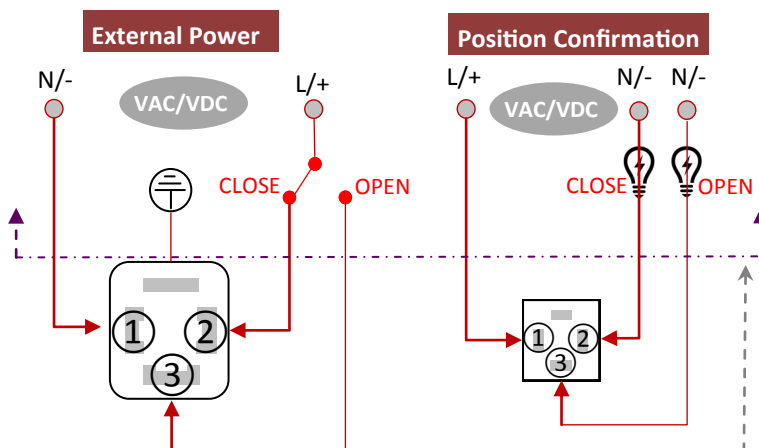 External Power
Position Confirmation
N/-
VAC/VDC
L/+
L/+
VAC/VDC
N/-
N/-
CLOSE
OPEN
CLOSE
OPEN
1
2
3
1
2
3